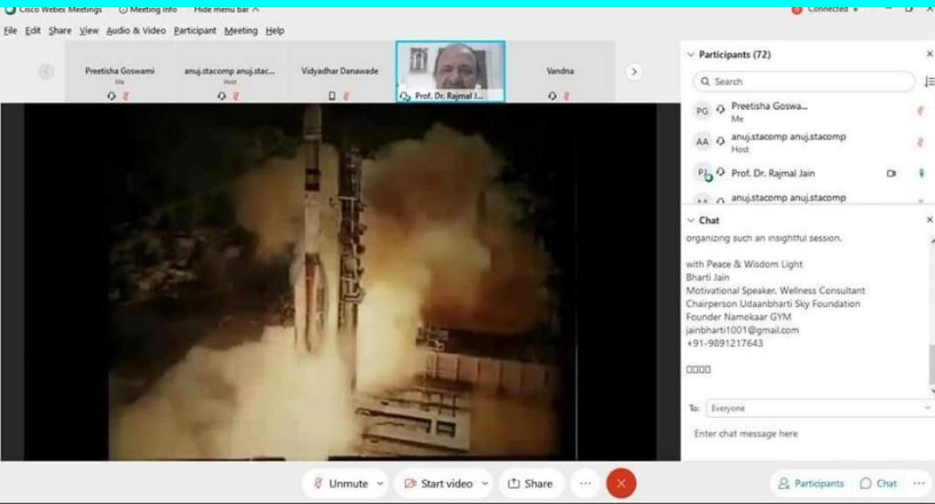 Cisco Webex Meetings Meeting Info Hide menu bar Connected
File Edit Share View Audio & Video Participant Meeting Help
Preetisha Goswami
Me
anuj.stacomp anuj.stac...
Host
Vidyadhar Danawade
Prof. Dr. Rajmal J...
Vandna
Participants (72)
Search
PG Preetisha Goswa...
Me
AA anuj.stacomp anuj.stacomp
Host
Prof. Dr. Rajmal Jain
anuj.stacomp anuj.stacomp
Chat
organizing such an insightful session.
with Peace & Wisdom Light
Bharti Jain
Motivational Speaker, Wellness Consultant
Chairperson Udaanbharti Sky Foundation
Founder Namokaar GYM
jainbharti1001@gmail.com
+91-9891217643
To: Everyone
Enter chat message here
Unmute Start video Share
Participants Chat